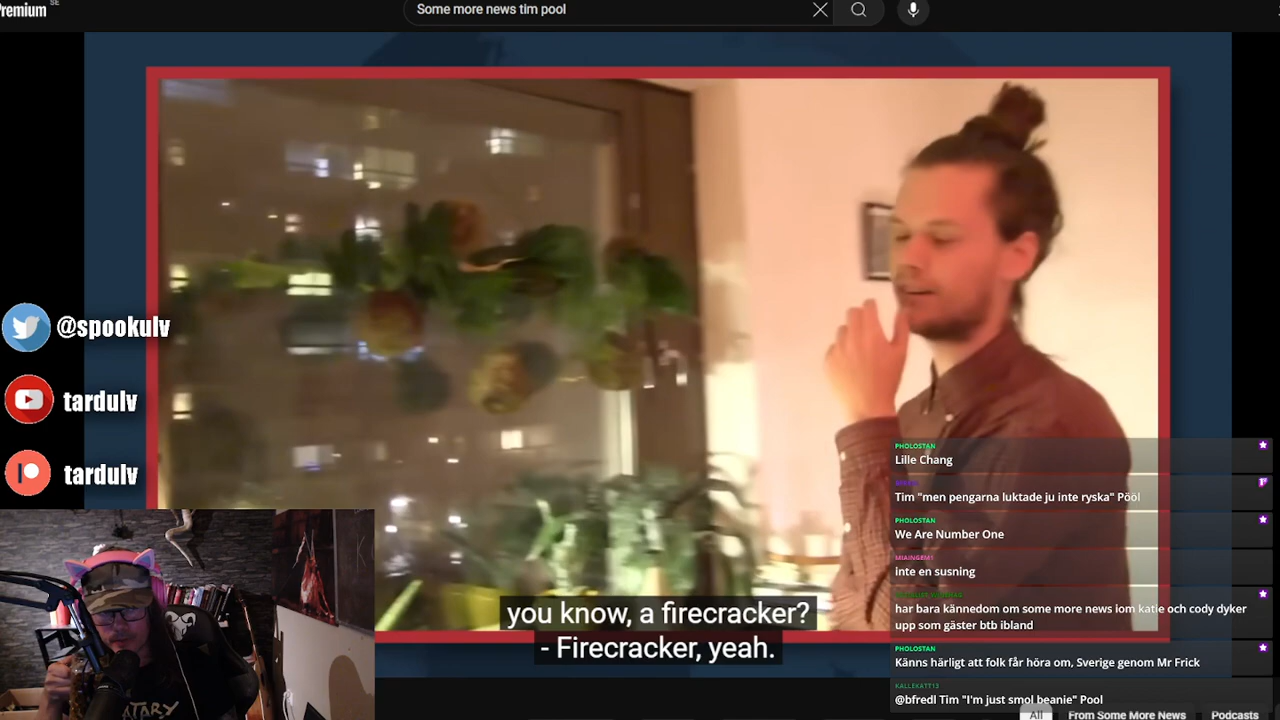 Premium
SE
Some more news tim pool
@spookulv
tardulv
tardulv
you know, a firecracker?
- Firecracker, yeah.
PHOLOSTAN
Lille Chang
Tim "men pengarna luktade ju inte ryska" Pööl
PHOLOSTAN
We Are Number One
MIAINGEM1
inte en susning
har bara kännedom om some more news iom katie och cody dyker
upp som gäster btb ibland
PHOLOSTAN
Känns härligt att folk får höra om, Sverige genom Mr Frick
KALLEKATT13
@bfredl Tim "I'm just smol beanie" Pool
All
From Some More News
Podcasts